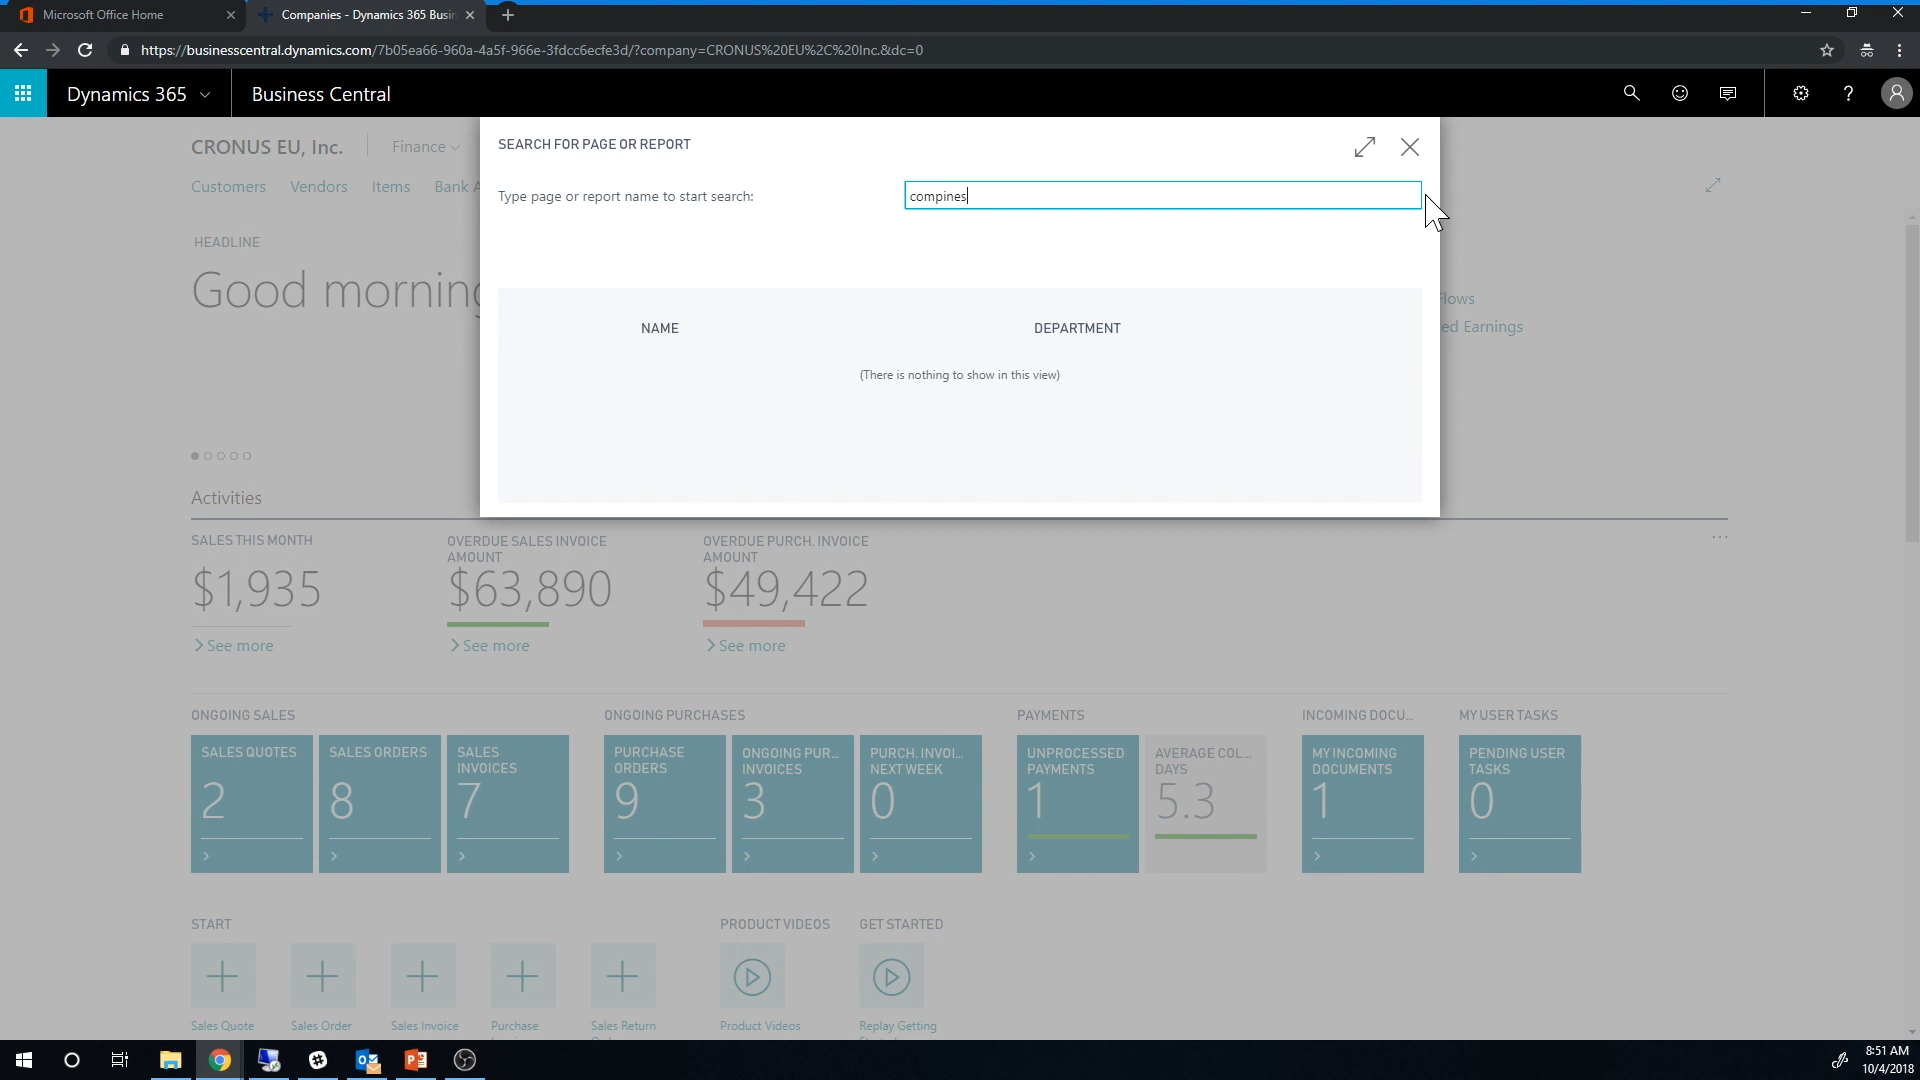 Microsoft Office Home
Companies - Dynamics 365 Busin
https://businesscentral.dynamics.com/7b05ea66-960a-4a5f-966e-3fdcc6ecfe3d/?company=CRONUS%20EU%2C%20Inc.&dc=0
Dynamics 365
Business Central
CRONUS EU, Inc.
Finance
SEARCH FOR PAGE OR REPORT
Customers
Vendors
Items
Bank A
Type page or report name to start search:
compines
HEADLINE
Good morning
Flows
ed Earnings
NAME
DEPARTMENT
(There is nothing to show in this view)
Activities
SALES THIS MONTH
$1,935
See more
OVERDUE SALES INVOICE
AMOUNT
$63,890
See more
OVERDUE PURCH. INVOICE
AMOUNT
$49,422
See more
ONGOING SALES
ONGOING PURCHASES
PAYMENTS
INCOMING DOCU...
MY USER TASKS
SALES QUOTES
2
SALES ORDERS
8
SALES
INVOICES
7
PURCHASE
ORDERS
9
ONGOING PUR...
INVOICES
3
PURCH. INVOI...
NEXT WEEK
0
UNPROCESSED
PAYMENTS
1
AVERAGE COL...
DAYS
5.3
MY INCOMING
DOCUMENTS
1
PENDING USER
TASKS
0
START
PRODUCT VIDEOS
GET STARTED
Sales Quote
Sales Order
Sales Invoice
Purchase
Sales Return
Product Videos
Replay Getting
8:51 AM
10/4/2018